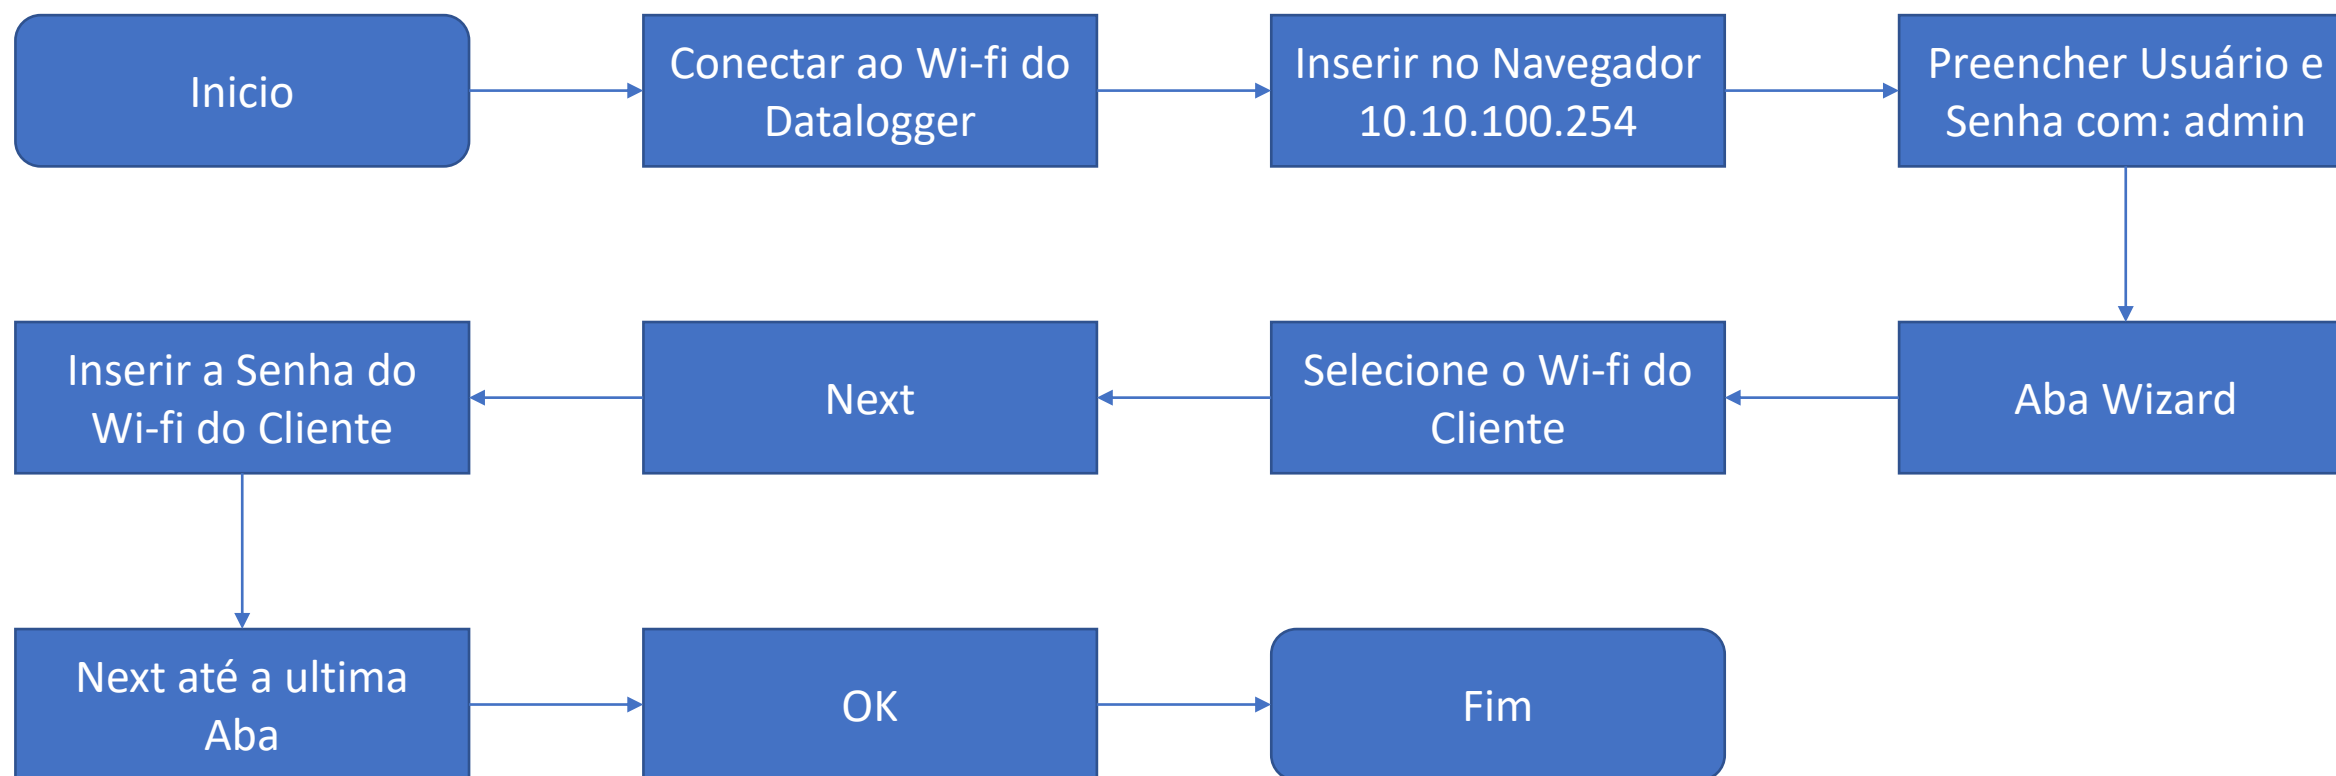 Inicio
Conectar ao Wi-fi do
Datalogger
Inserir no Navegador
10.10.100.254
Preencher Usuário e
Senha com: admin
Aba Wizard
Selecione o Wi-fi do
Cliente
Next
Inserir a Senha do
Wi-fi do Cliente
Next até a ultima
Aba
OK
Fim